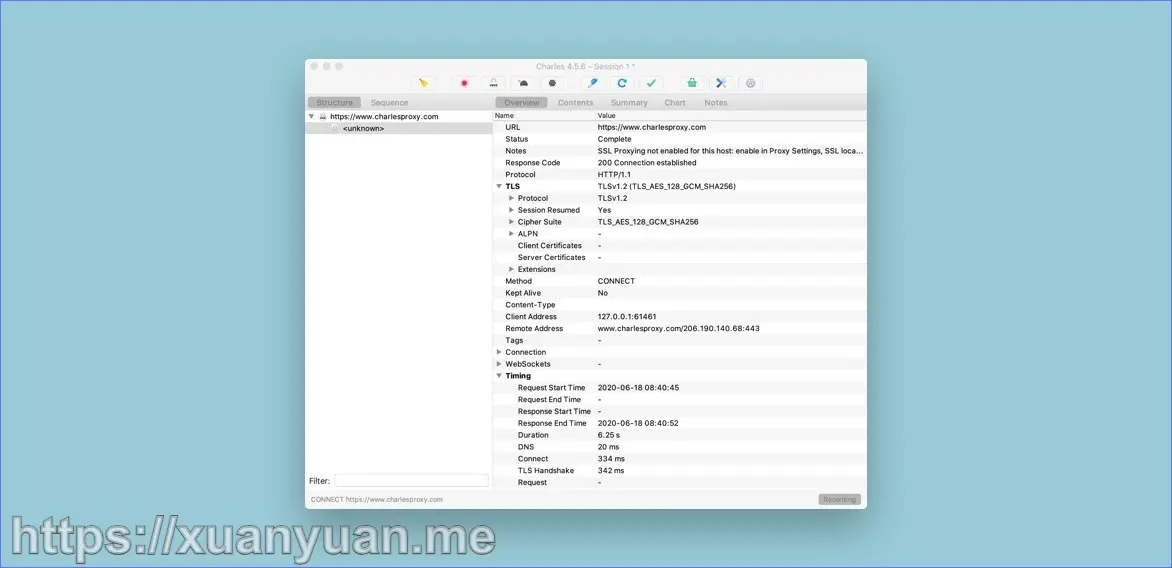 Charles 4.5.6 - Session 1 *
Structure Sequence
Overview Contents Summary Chart Notes
https://www.charlesproxy.com
<unknown>
Name Value
URL https://www.charlesproxy.com
Status Complete
Notes SSL Proxying not enabled for this host: enable in Proxy Settings, SSL loca...
Response Code 200 Connection established
Protocol HTTP/1.1
TLS TLSv1.2 (TLS_AES_128_GCM_SHA256)
Protocol TLSv1.2
Session Resumed Yes
Cipher Suite TLS_AES_128_GCM_SHA256
ALPN -
Client Certificates -
Server Certificates -
Extensions
Method CONNECT
Kept Alive No
Content-Type
Client Address 127.0.0.1:61461
Remote Address www.charlesproxy.com/206.190.140.68:443
Tags -
Connection
WebSockets -
Timing
Request Start Time 2020-06-18 08:40:45
Request End Time -
Response Start Time -
Response End Time 2020-06-18 08:40:52
Duration 6.25 s
DNS 20 ms
Connect 334 ms
TLS Handshake 342 ms
Request -
Filter:
CONNECT https://www.charlesproxy.com
Recording
https://xuanyuan.me